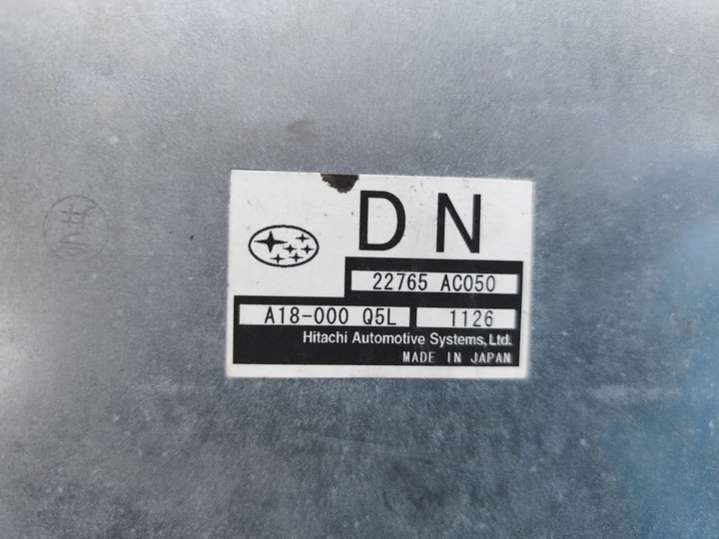 DN
22765 AC050
A18-000 Q5L 1126
Hitachi Automotive Systems, Ltd.
MADE IN JAPAN